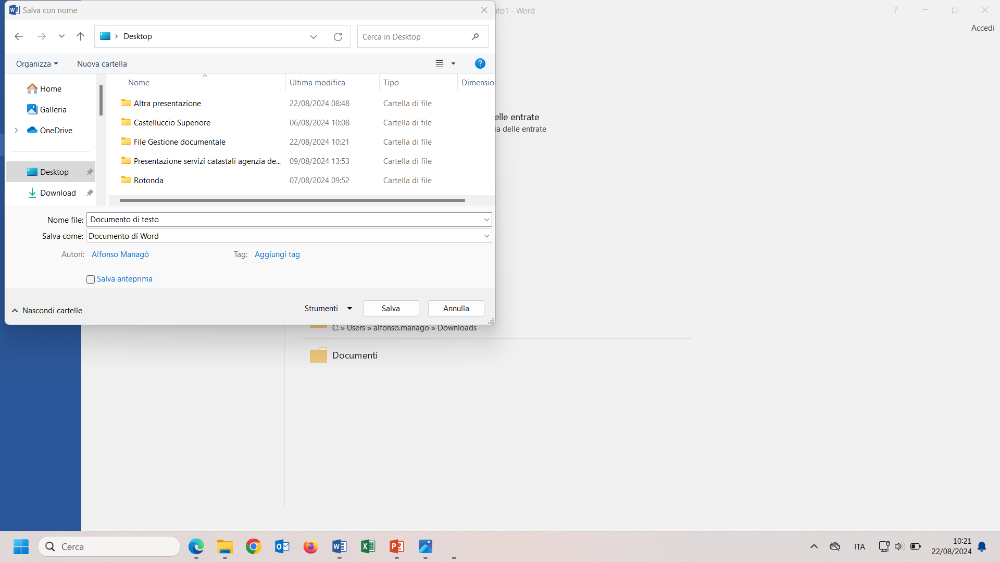 Salva con nome
nto1 - Word
?
Accedi
Desktop
Cerca in Desktop
Organizza
Nuova cartella
?
Home
Galleria
OneDrive
Desktop
Download
Nome
Ultima modifica
Tipo
Dimensio
Altra presentazione
22/08/2024 08:48
Cartella di file
Castelluccio Superiore
06/08/2024 10:08
Cartella di file
File Gestione documentale
22/08/2024 10:21
Cartella di file
Presentazione servizi catastali agenzia de...
09/08/2024 13:53
Cartella di file
Rotonda
07/08/2024 09:52
Cartella di file
elle entrate
ia delle entrate
Nome file:
Documento di testo
Salva come:
Documento di Word
Autori:
Alfonso Managò
Tag:
Aggiungi tag
Salva anteprima
Nascondi cartelle
Strumenti
Salva
Annulla
C: » Users » alfonso.manago » Downloads
Documenti
Cerca
ITA
10:21
22/08/2024